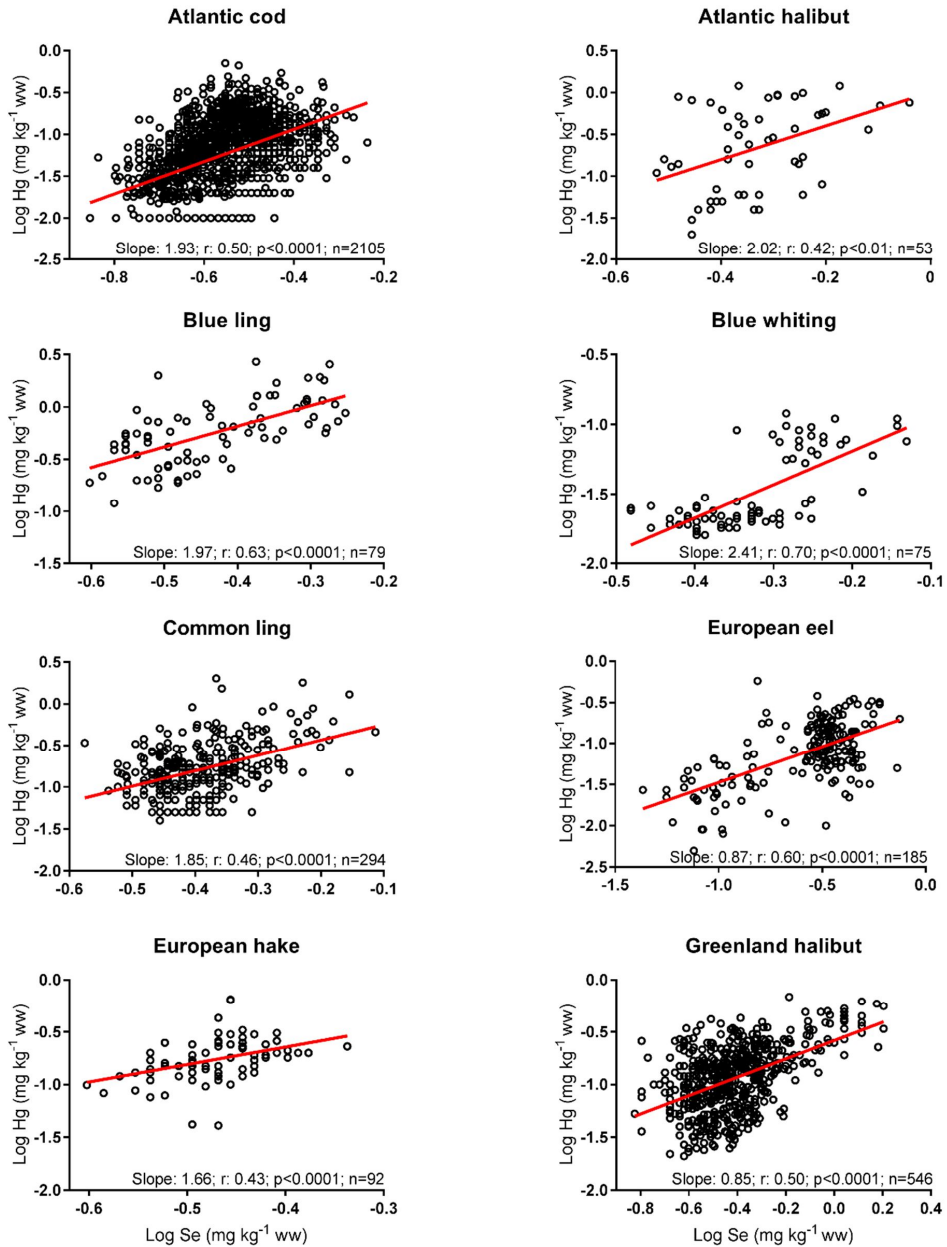 Atlantic cod
Log Hg (mg kg-1 ww)
0.0
-0.5
-1.0
-1.5
-2.0
-2.5
Slope: 1.93; r: 0.50; p<0.0001; n=2105
-0.8 -0.6 -0.4 -0.2
Atlantic halibut
Log Hg (mg kg-1 ww)
0.5
0.0
-0.5
-1.0
-1.5
-2.0
Slope: 2.02; r: 0.42; p<0.01; n=53
-0.6 -0.4 -0.2 0
Blue ling
Log Hg (mg kg-1 ww)
0.5
0.0
-0.5
-1.0
-1.5
Slope: 1.97; r: 0.63; p<0.0001; n=79
-0.6 -0.5 -0.4 -0.3 -0.2
Blue whiting
Log Hg (mg kg-1 ww)
-0.5
-1.0
-1.5
-2.0
Slope: 2.41; r: 0.70; p<0.0001; n=75
-0.5 -0.4 -0.3 -0.2 -0.1
Common ling
Log Hg (mg kg-1 ww)
0.5
0.0
-0.5
-1.0
-1.5
-2.0
Slope: 1.85; r: 0.46; p<0.0001; n=294
-0.6 -0.5 -0.4 -0.3 -0.2 -0.1
European eel
Log Hg (mg kg-1 ww)
0.0
-0.5
-1.0
-1.5
-2.0
-2.5
Slope: 0.87; r: 0.60; p<0.0001; n=185
-1.5 -1.0 -0.5 0.0
European hake
Log Hg (mg kg-1 ww)
0.0
-0.5
-1.0
-1.5
-2.0
Slope: 1.66; r: 0.43; p<0.0001; n=92
-0.6 -0.5 -0.4 -0.3
Log Se (mg kg-1 ww)
Greenland halibut
Log Hg (mg kg-1 ww)
0.0
-0.5
-1.0
-1.5
-2.0
Slope: 0.85; r: 0.50; p<0.0001; n=546
-0.8 -0.6 -0.4 -0.2 0.0 0.2 0.4
Log Se (mg kg-1 ww)